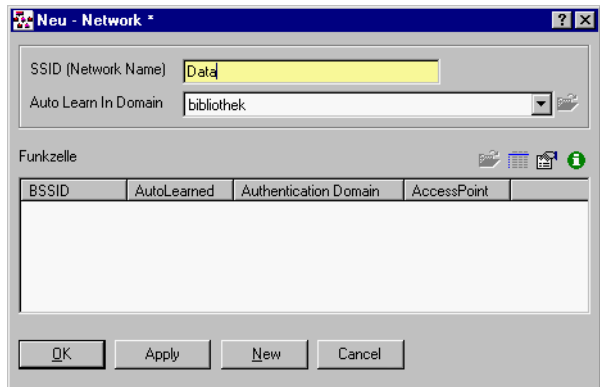 Neu - Network *
SSID (Network Name) Data
Auto Learn In Domain bibliothek
Funkzelle
BSSID AutoLearned Authentication Domain AccessPoint
OK Apply New Cancel